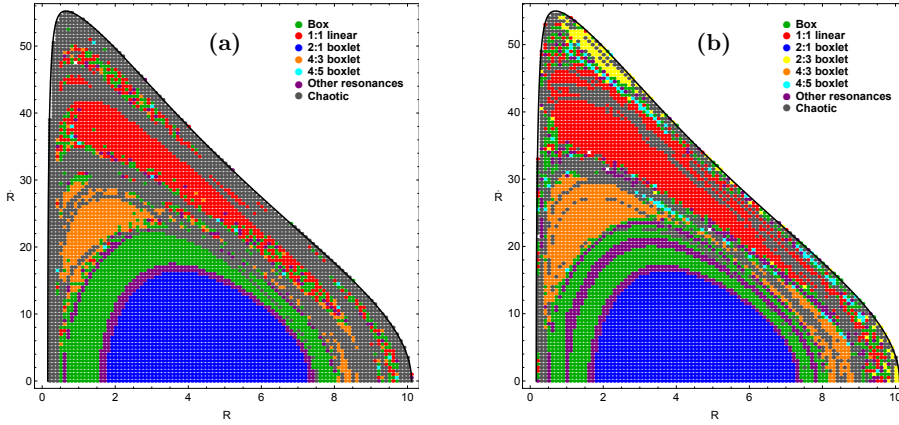 (a)
Box
1:1 linear
2:1 boxlet
4:3 boxlet
4:5 boxlet
Other resonances
Chaotic
50
40
30
20
10
0
Ṙ
0 2 4 6 8 10
R
(b)
Box
1:1 linear
2:1 boxlet
2:3 boxlet
4:3 boxlet
4:5 boxlet
Other resonances
Chaotic
50
40
30
20
10
0
Ṙ
0 2 4 6 8 10
R